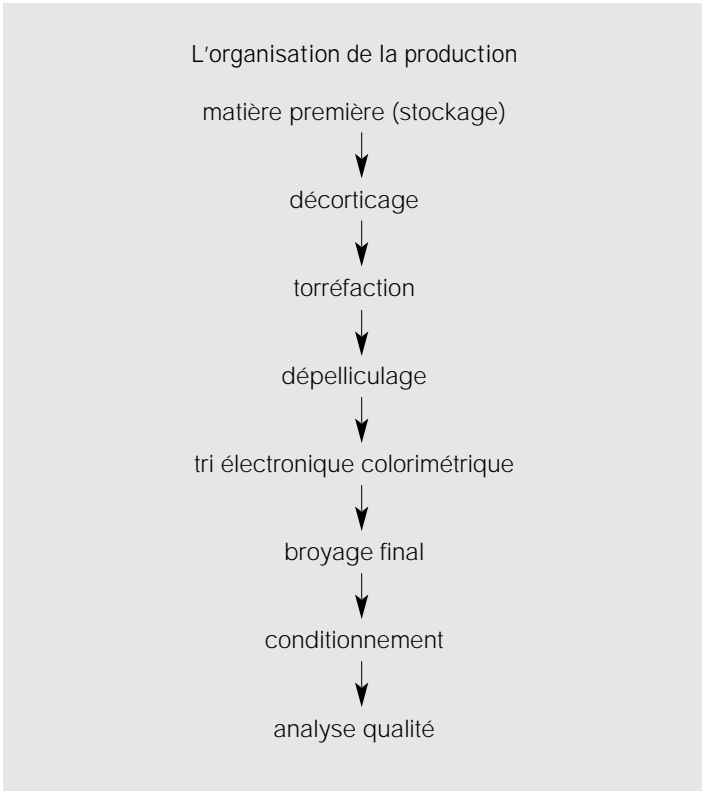 L'organisation de la production
matière première (stockage)
décorticage
torréfaction
dépelliculage
tri électronique colorimétrique
broyage final
conditionnement
analyse qualité